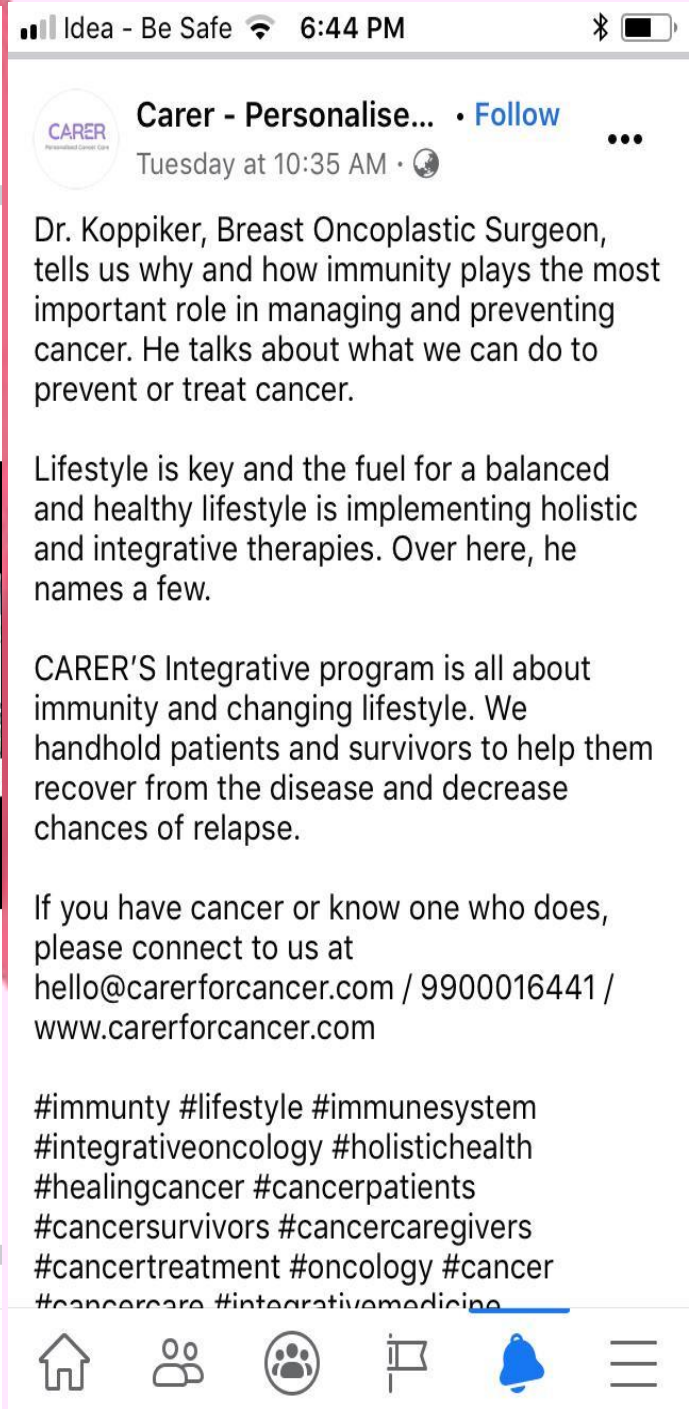 Idea - Be Safe 6:44 PM
CARER
Carer - Personalise... • Follow
Tuesday at 10:35 AM ·
Dr. Koppiker, Breast Oncoplastic Surgeon,
tells us why and how immunity plays the most
important role in managing and preventing
cancer. He talks about what we can do to
prevent or treat cancer.
Lifestyle is key and the fuel for a balanced
and healthy lifestyle is implementing holistic
and integrative therapies. Over here, he
names a few.
CARER’S Integrative program is all about
immunity and changing lifestyle. We
handhold patients and survivors to help them
recover from the disease and decrease
chances of relapse.
If you have cancer or know one who does,
please connect to us at
hello@carerforcancer.com / 9900016441 /
www.carerforcancer.com
#immunty #lifestyle #immunesystem
#integrativeoncology #holistichealth
#healingcancer #cancerpatients
#cancersurvivors #cancercaregivers
#cancertreatment #oncology #cancer
#cancercare #integrativemedicine